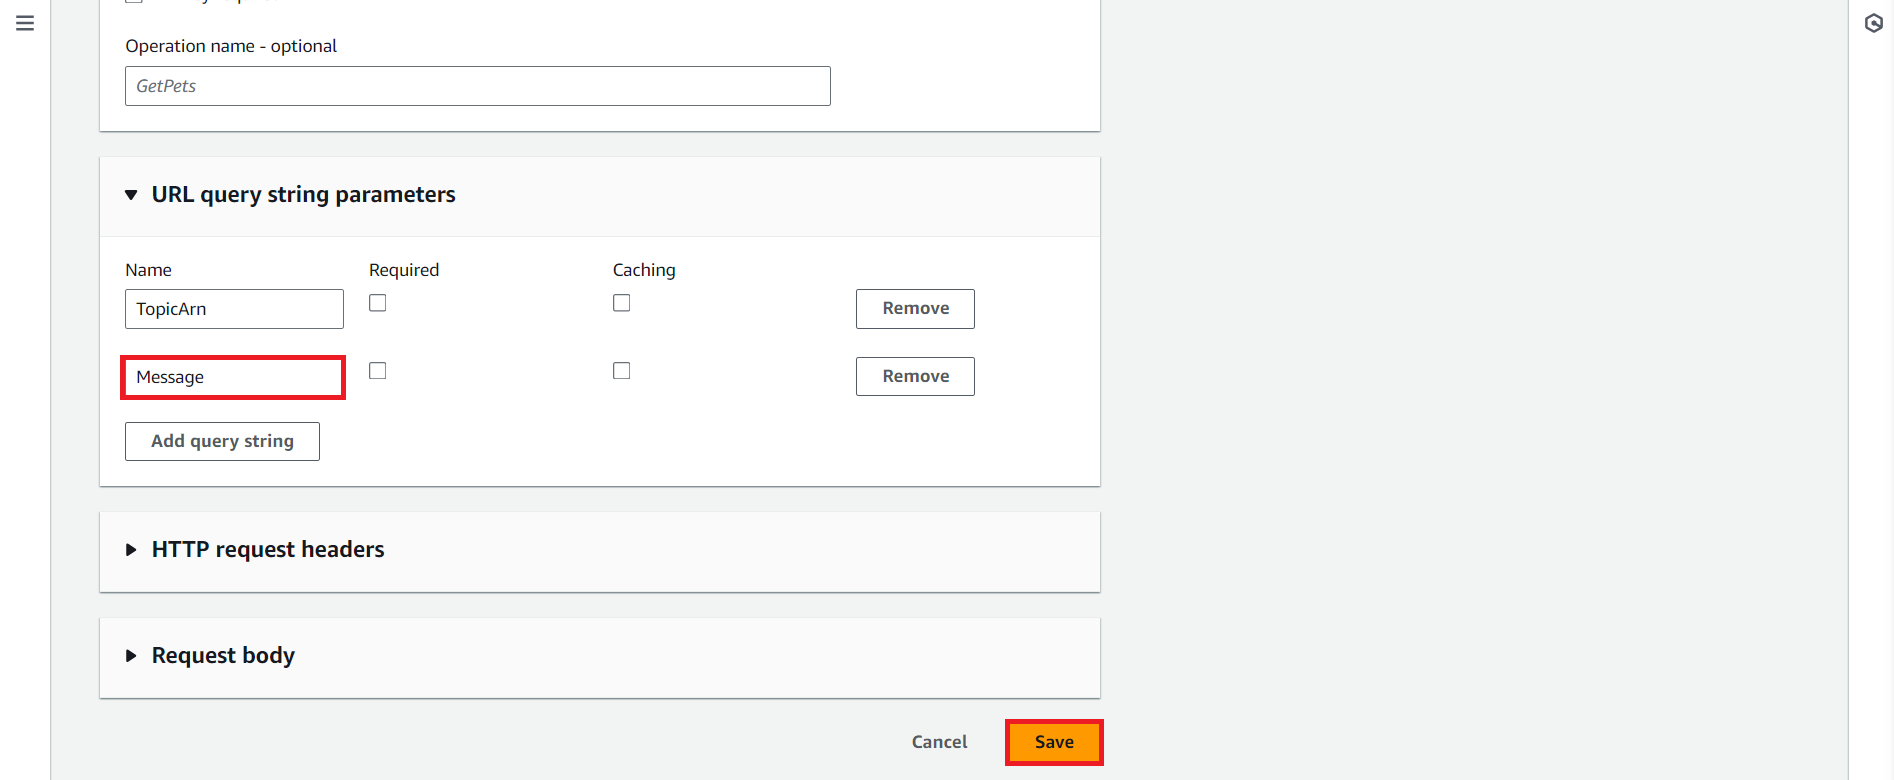 Operation name - optional
GetPets
URL query string parameters
Name Required Caching
TopicArn Remove
Message Remove
Add query string
HTTP request headers
Request body
Cancel Save